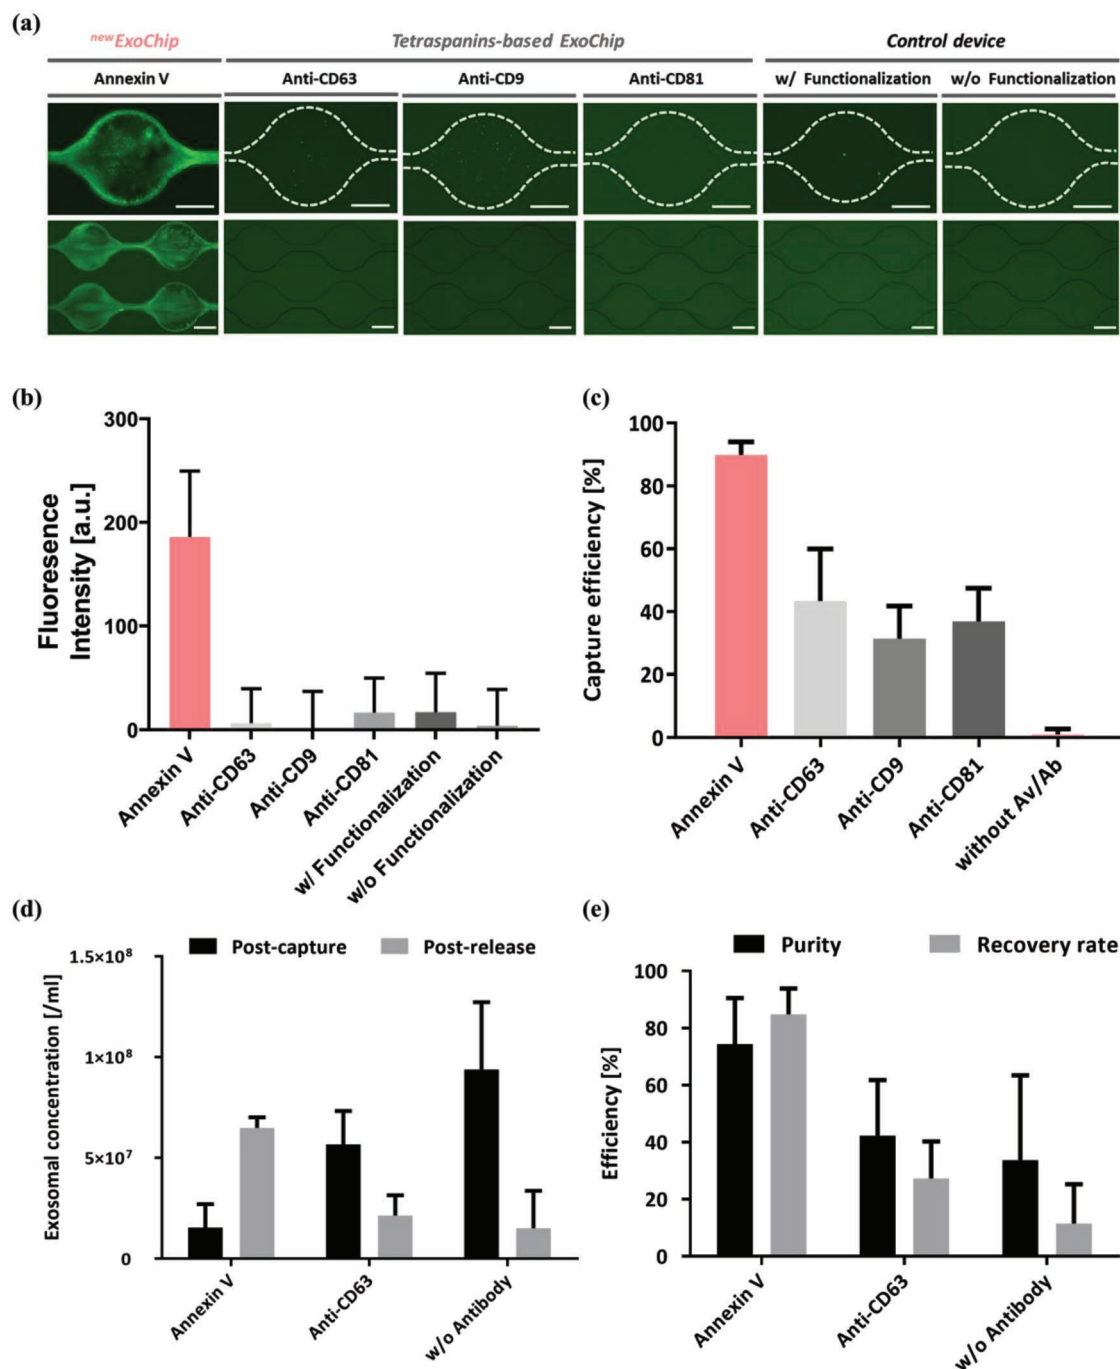 (a)
newExoChip Tetraspanins-based ExoChip Control device
Annexin V Anti-CD63 Anti-CD9 Anti-CD81 w/ Functionalization w/o Functionalization
(b)
300
200
100
0
Fluoresence
Intensity [a.u.]
Annexin V
Anti-CD63
Anti-CD9
Anti-CD81
w/ Functionalization
w/o Functionalization
(c)
100
80
60
40
20
0
Capture efficiency [%]
Annexin V
Anti-CD63
Anti-CD9
Anti-CD81
without Av/Ab
(d)
Post-capture Post-release
1.5×10⁸
1×10⁸
5×10⁷
0
Exosomal concentration [/ml]
Annexin V
Anti-CD63
w/o Antibody
(e)
Purity Recovery rate
100
80
60
40
20
0
Efficiency [%]
Annexin V
Anti-CD63
w/o Antibody